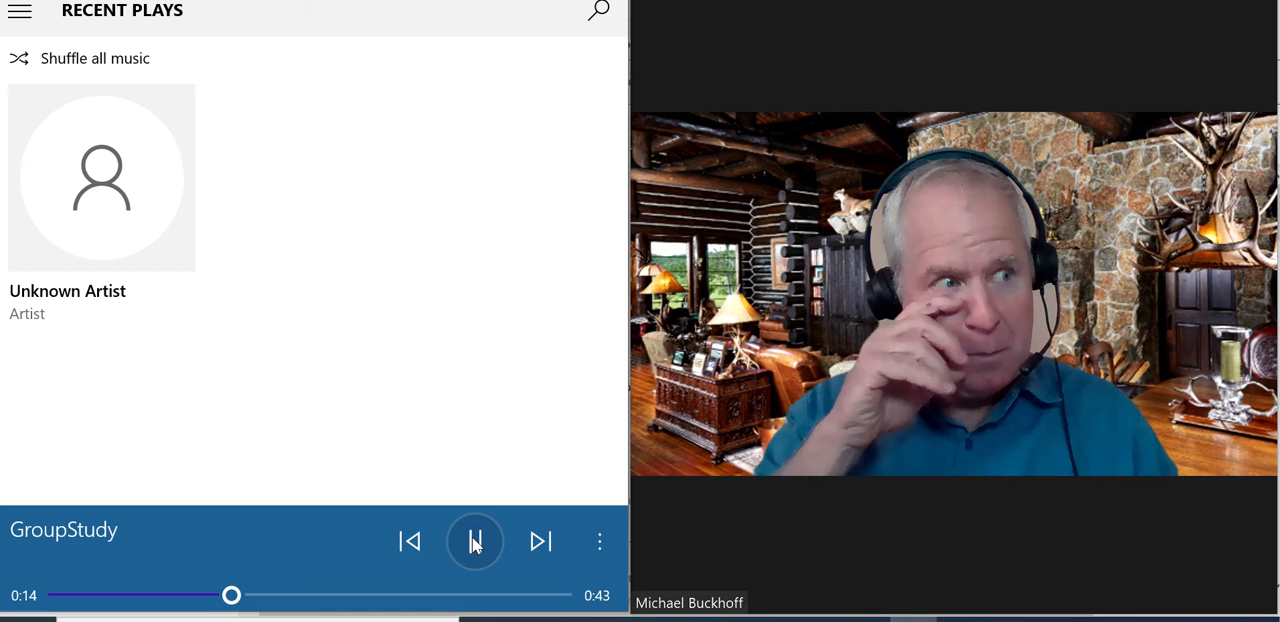 RECENT PLAYS
Shuffle all music
Unknown Artist
Artist
GroupStudy
0:14
0:43
Michael Buckhoff